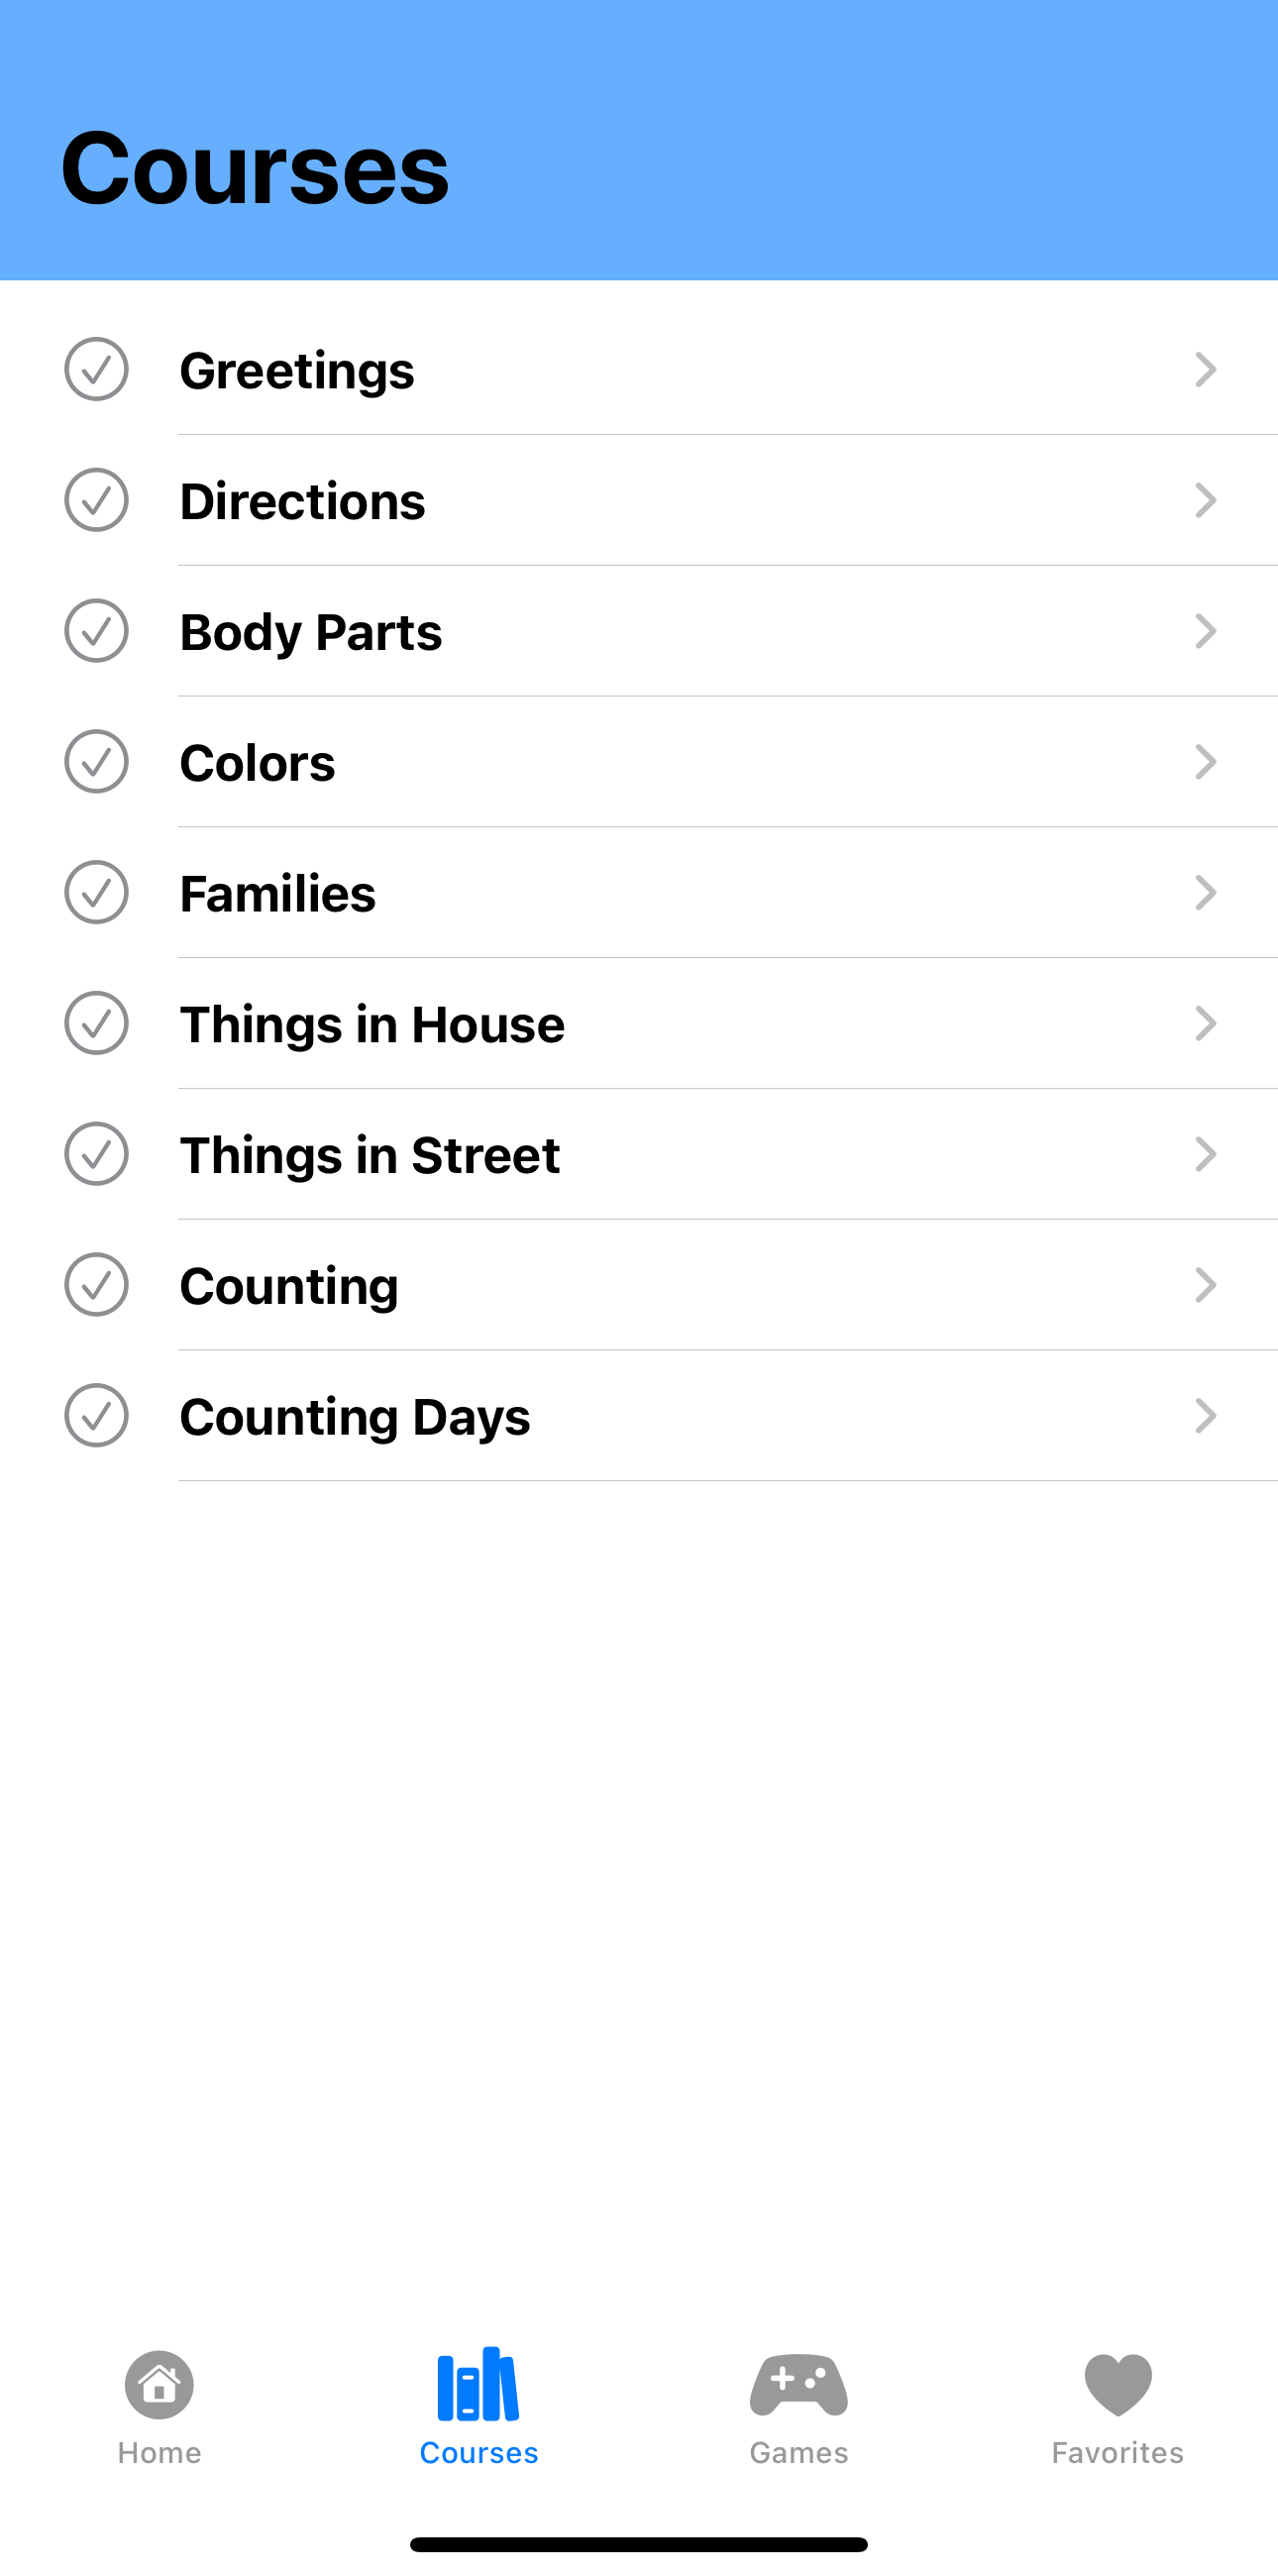 Courses
Greetings
Directions
Body Parts
Colors
Families
Things in House
Things in Street
Counting
Counting Days
Home
Courses
Games
Favorites